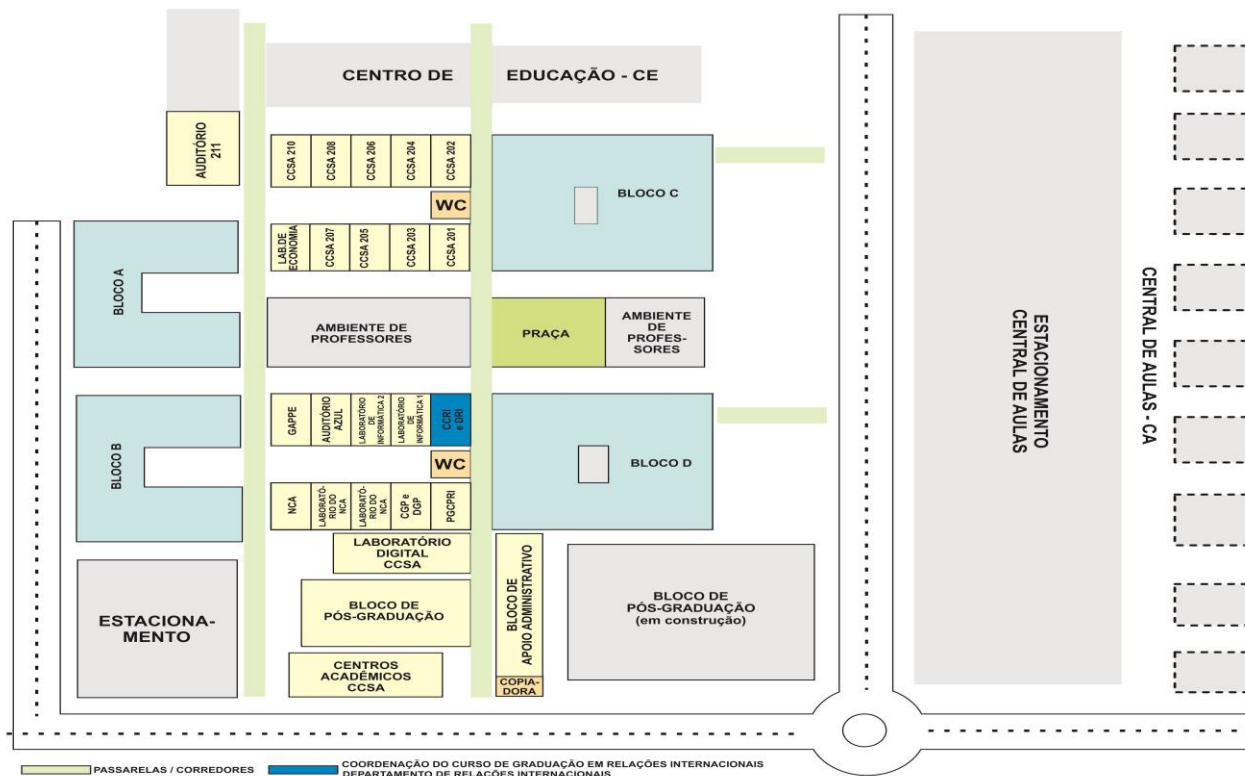 CENTRO DE EDUCAÇÃO - CE
AUDITÓRIO
211
CCSA 210
CCSA 208
CCSA 206
CCSA 204
CCSA 202
WC
BLOCO C
LAB.DE
ECONOMIA
CCSA 207
CCSA 205
CCSA 203
CCSA 201
BLOCO A
AMBIENTE DE
PROFESSORES
PRAÇA
AMBIENTE
DE
PROFES-
SORES
ESTACIONAMENTO
CENTRAL DE AULAS
CENTRAL DE AULAS - CA
GAPPE
AUDITÓRIO
AZUL
LABORATÓRIO
DE
INFORMÁTICA 2
LABORATÓRIO
DE
INFORMÁTICA 1
CCRI
e DRI
WC
BLOCO B
BLOCO D
NCA
LABORATÓ-
RIO DO
NCA
LABORATÓ-
RIO DO
NCA
CGP e
DGP
PGCPRI
LABORATÓRIO
DIGITAL
CCSA
ESTACIONA-
MENTO
BLOCO DE
PÓS-GRADUAÇÃO
BLOCO DE
APOIO ADMINISTRATIVO
BLOCO DE
PÓS-GRADUAÇÃO
(em construção)
CENTROS
ACADÊMICOS
CCSA
COPIA-
DORA
PASSARELAS / CORREDORES
COORDENAÇÃO DO CURSO DE GRADUAÇÃO EM RELAÇÕES INTERNACIONAIS
DEPARTAMENTO DE RELAÇÕES INTERNACIONAIS